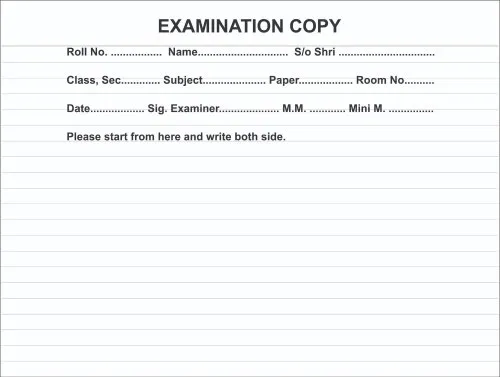 EXAMINATION COPY
Roll No. ................. Name.............................. S/o Shri ................................
Class, Sec............. Subject..................... Paper.................. Room No..........
Date.................. Sig. Examiner.................... M.M. ............ Mini M. ...............
Please start from here and write both side.